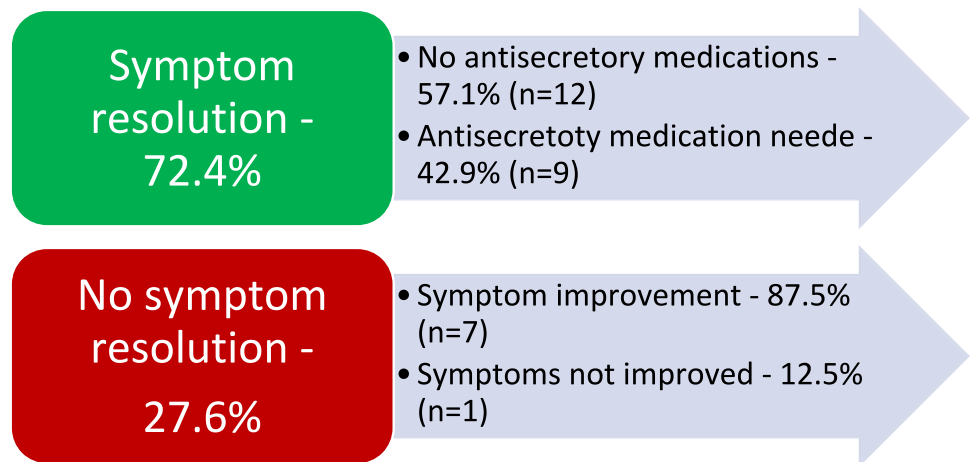 Symptom
resolution -
72.4%
• No antisecretory medications -
57.1% (n=12)
• Antisecretoty medication neede -
42.9% (n=9)
No symptom
resolution -
27.6%
• Symptom improvement - 87.5%
(n=7)
• Symptoms not improved - 12.5%
(n=1)